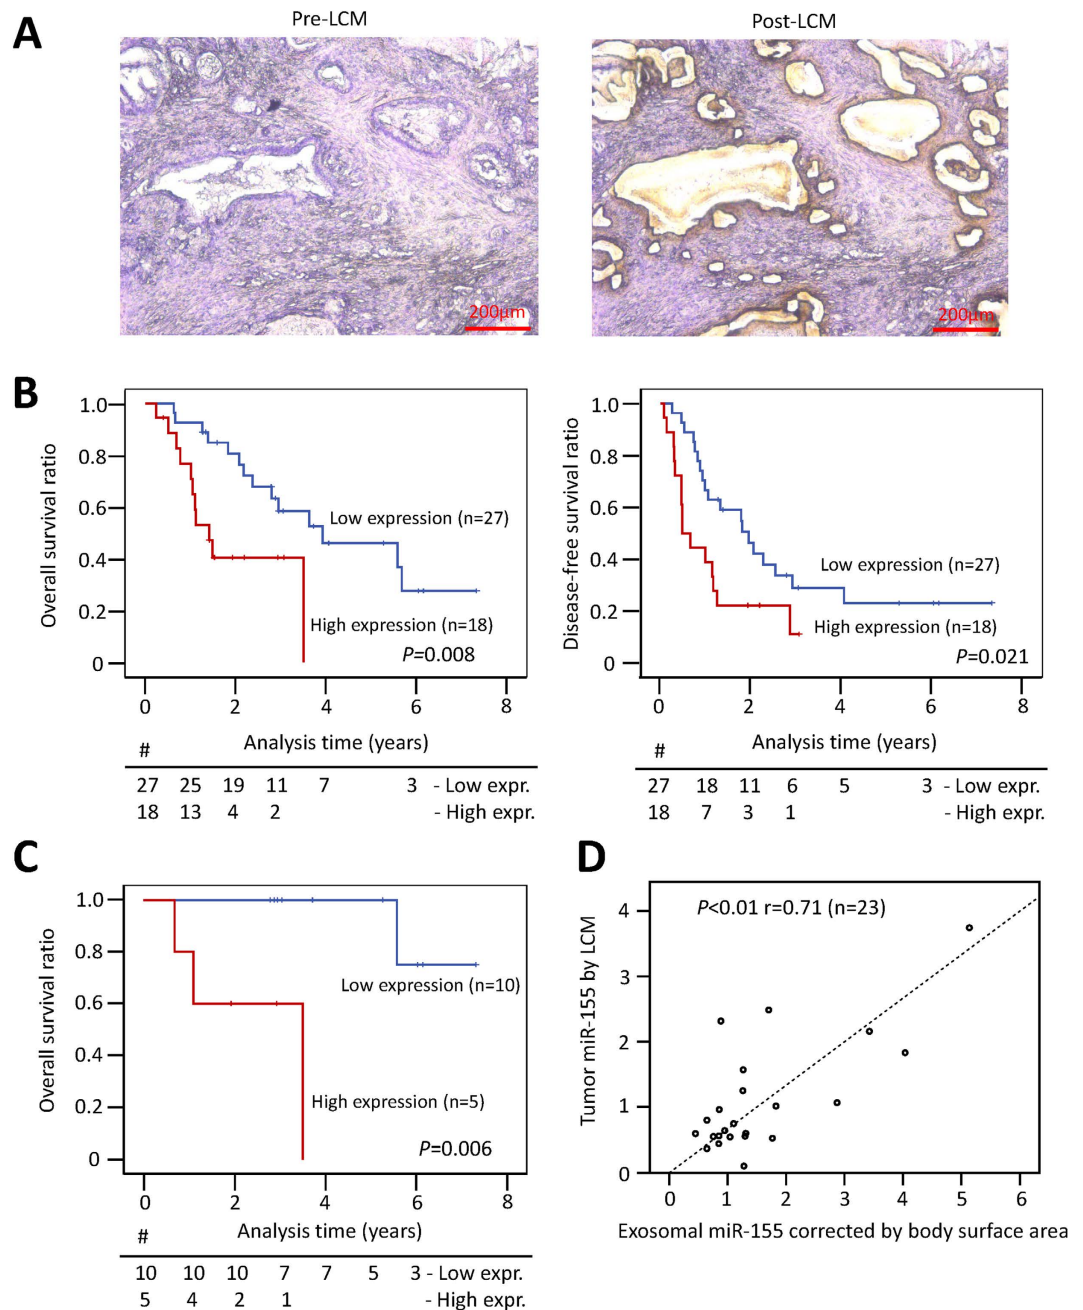 A
Pre-LCM
Post-LCM
200µm
200µm
B
Overall survival ratio
1.0
0.8
0.6
0.4
0.2
0
Low expression (n=27)
High expression (n=18)
P=0.008
0 2 4 6 8
# Analysis time (years)
27 25 19 11 7 3 - Low expr.
18 13 4 2 - High expr.
Disease-free survival ratio
1.0
0.8
0.6
0.4
0.2
0
Low expression (n=27)
High expression (n=18)
P=0.021
0 2 4 6 8
# Analysis time (years)
27 18 11 6 5 3 - Low expr.
18 7 3 1 - High expr.
C
Overall survival ratio
1.0
0.8
0.6
0.4
0.2
0
Low expression (n=10)
High expression (n=5)
P=0.006
0 2 4 6 8
# Analysis time (years)
10 10 10 7 7 5 3 - Low expr.
5 4 2 1 - High expr.
D
Tumor miR-155 by LCM
P<0.01 r=0.71 (n=23)
4
3
2
1
0
0 1 2 3 4 5 6
Exosomal miR-155 corrected by body surface area